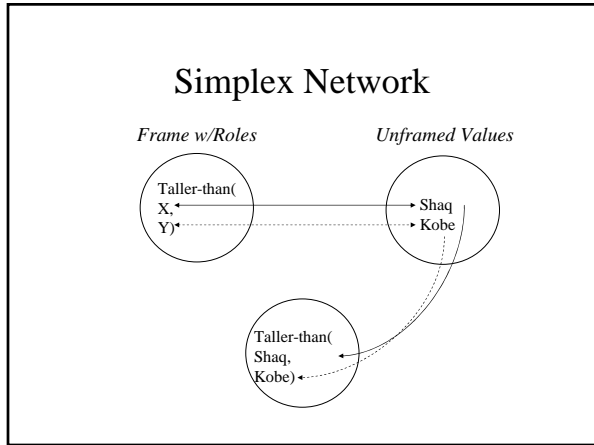 Simplex Network
Frame w/Roles
Unframed Values
Taller-than(
X,
Y)
Shaq
Kobe
Taller-than(
Shaq,
Kobe)